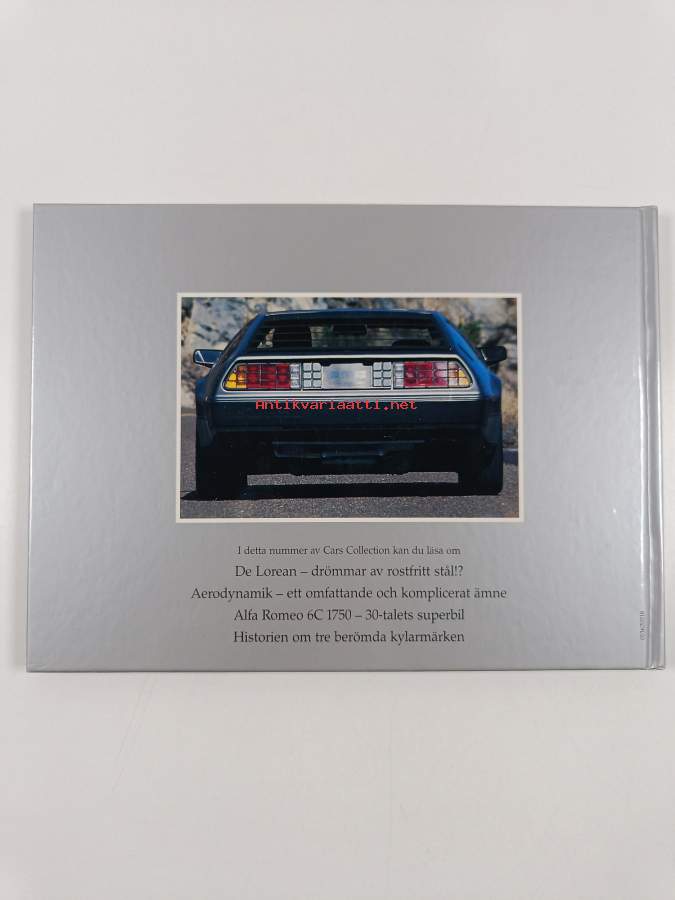 Antikvariaatti.net
I detta nummer av Cars Collection kan du läsa om
De Lorean – drömmar av rostfritt stål!?
Aerodynamik – ett omfattande och komplicerat ämne
Alfa Romeo 6C 1750 – 30-talets superbil
Historien om tre berömda kylarmärken